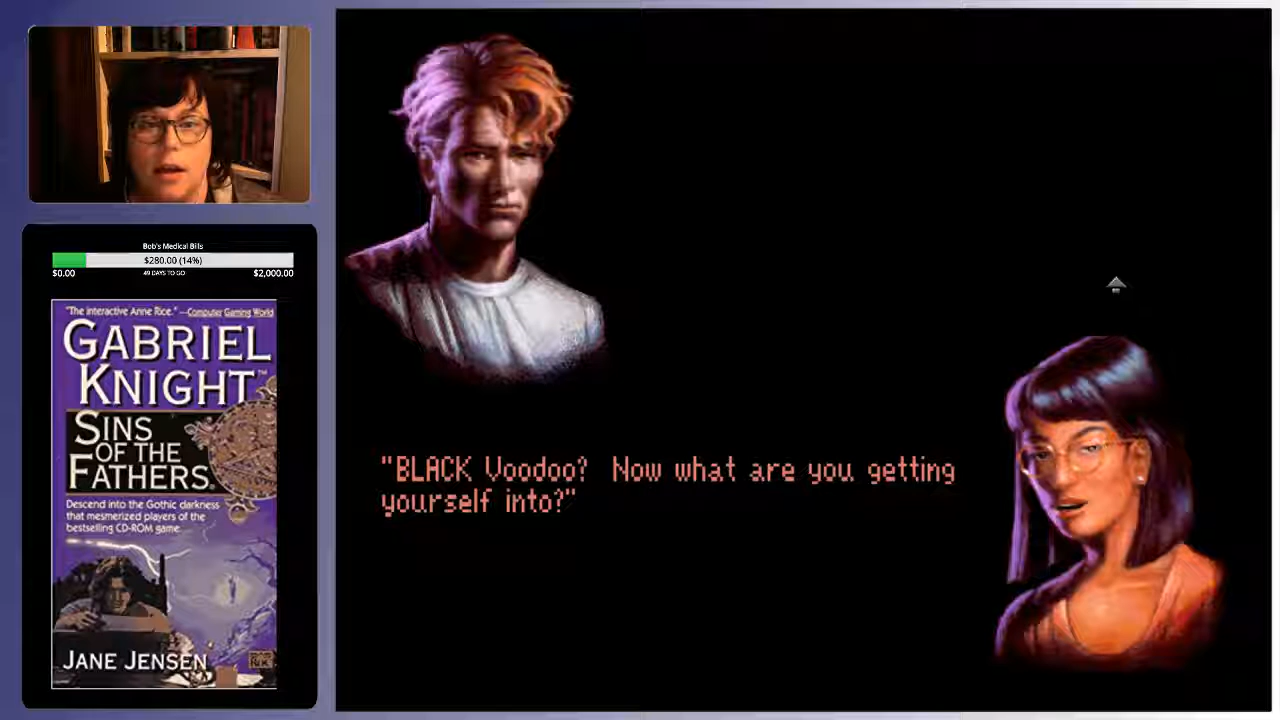 Bob's Medical Bills
$280.00 (14%)
$0.00
49 DAYS TO GO
$2,000.00
"The interactive Anne Rice." —Computer Gaming World
GABRIEL
KNIGHT™
SINS
OF THE
FATHERS
Descend into the Gothic darkness
that mesmerized players of the
bestselling CD-ROM game
JANE JENSEN
"BLACK Voodoo? Now what are you getting
yourself into?"